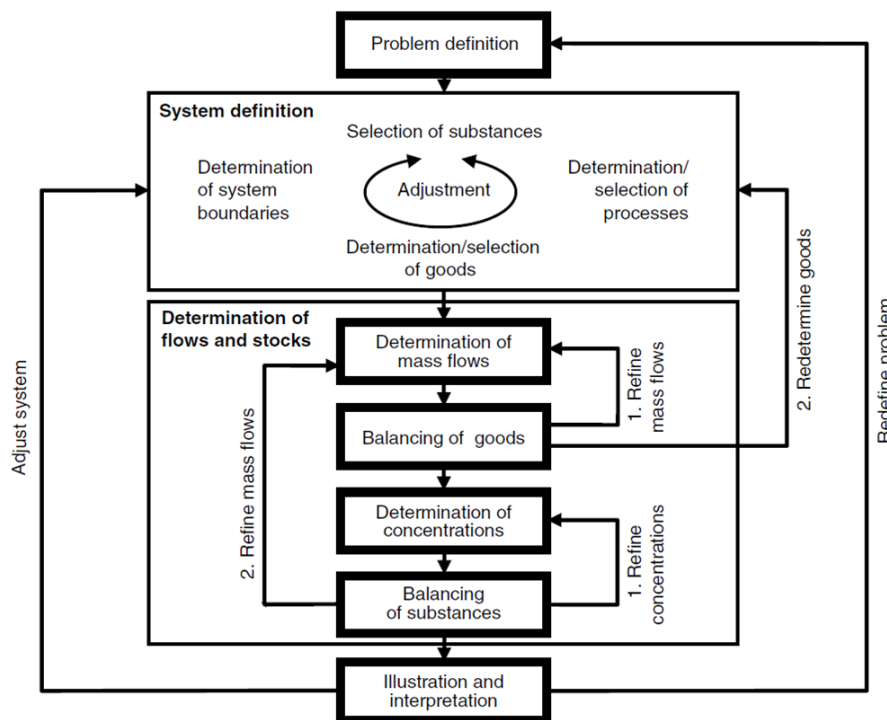 Problem definition
System definition
Selection of substances
Determination
of system
boundaries
Adjustment
Determination/
selection of
processes
Determination/selection
of goods
Determination of
flows and stocks
Determination of
mass flows
1. Refine
mass flows
Balancing of goods
Determination of
concentrations
1. Refine
concentrations
Balancing
of substances
2. Refine mass flows
Illustration and
interpretation
Adjust system
2. Redetermine goods
Redefine problem